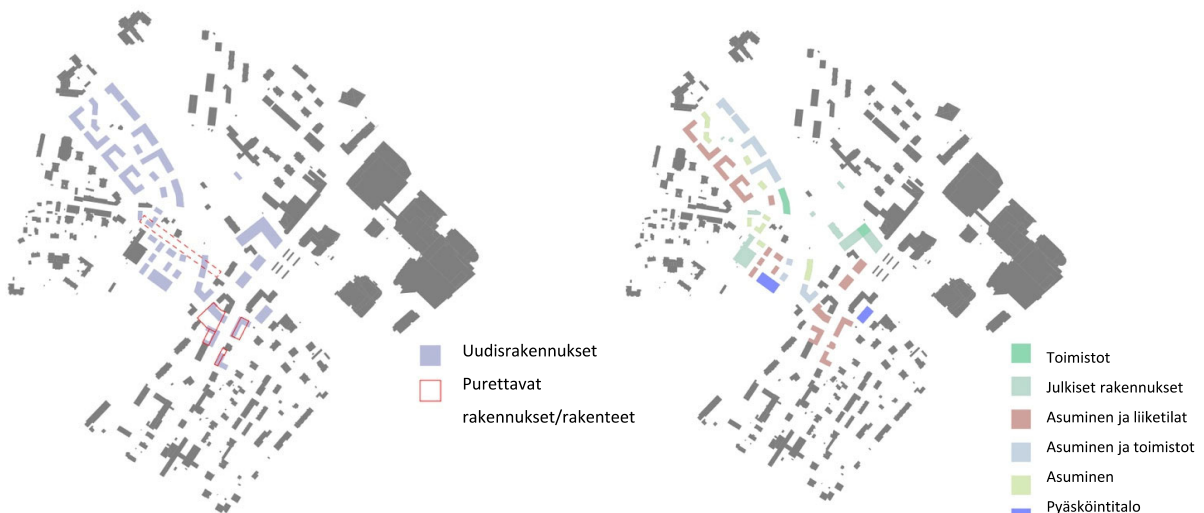 Uudisrakennukset
Purettavat
rakennukset/rakenteet
Toimistot
Julkiset rakennukset
Asuminen ja liiketilat
Asuminen ja toimistot
Asuminen
Pyäsköintitalo